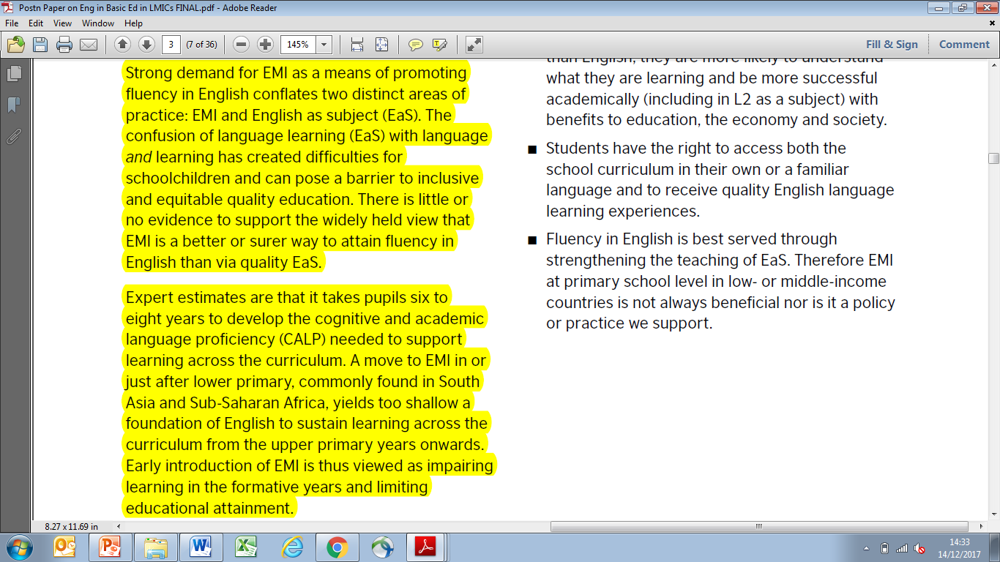 Postn Paper on Eng in Basic Ed in LMICs FINAL.pdf - Adobe Reader
File Edit View Window Help
3 (7 of 36) 145% Fill & Sign Comment
Strong demand for EMI as a means of promoting
fluency in English conflates two distinct areas of
practice: EMI and English as subject (EaS). The
confusion of language learning (EaS) with language
and learning has created difficulties for
schoolchildren and can pose a barrier to inclusive
and equitable quality education. There is little or
no evidence to support the widely held view that
EMI is a better or surer way to attain fluency in
English than via quality EaS.
Expert estimates are that it takes pupils six to
eight years to develop the cognitive and academic
language proficiency (CALP) needed to support
learning across the curriculum. A move to EMI in or
just after lower primary, commonly found in South
Asia and Sub-Saharan Africa, yields too shallow a
foundation of English to sustain learning across the
curriculum from the upper primary years onwards.
Early introduction of EMI is thus viewed as impairing
learning in the formative years and limiting
educational attainment.
than English, they are more likely to understand
what they are learning and be more successful
academically (including in L2 as a subject) with
benefits to education, the economy and society.
■ Students have the right to access both the
school curriculum in their own or a familiar
language and to receive quality English language
learning experiences.
■ Fluency in English is best served through
strengthening the teaching of EaS. Therefore EMI
at primary school level in low- or middle-income
countries is not always beneficial nor is it a policy
or practice we support.
8.27 x 11.69 in
14:33
14/12/2017